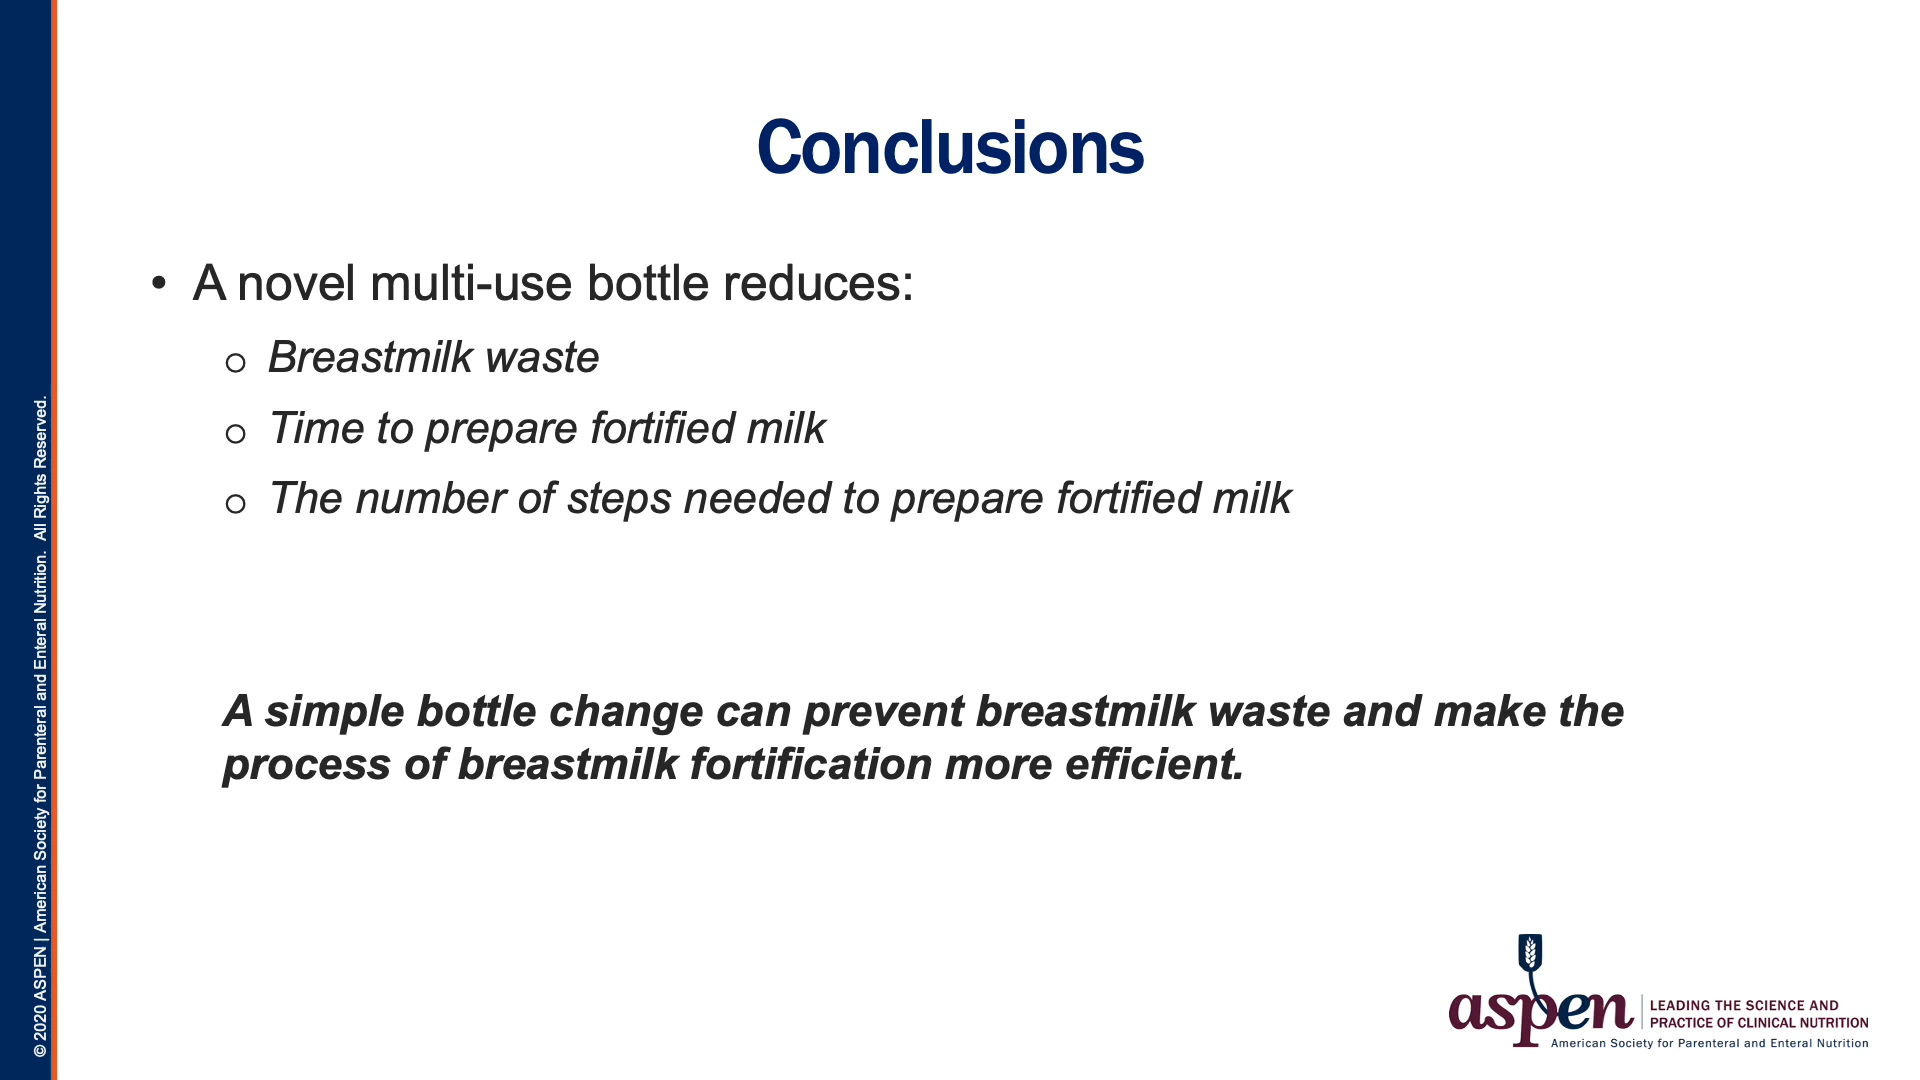 Conclusions
• A novel multi-use bottle reduces:
o Breastmilk waste
o Time to prepare fortified milk
o The number of steps needed to prepare fortified milk
A simple bottle change can prevent breastmilk waste and make the
process of breastmilk fortification more efficient.
© 2020 ASPEN | American Society for Parenteral and Enteral Nutrition. All Rights Reserved.
aspen
LEADING THE SCIENCE AND
PRACTICE OF CLINICAL NUTRITION
American Society for Parenteral and Enteral Nutrition